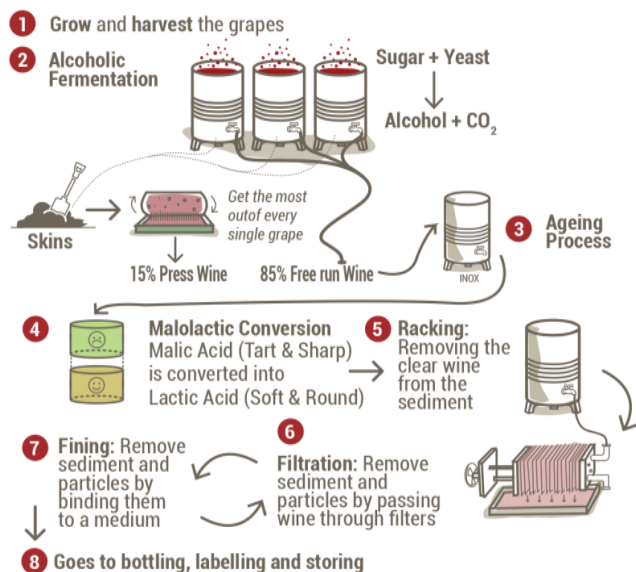 1 Grow and harvest the grapes
2 Alcoholic
Fermentation
Sugar + Yeast
Alcohol + CO₂
Skins
Get the most
outof every
single grape
15% Press Wine
85% Free run Wine
INOX
3 Ageing
Process
4 Malolactic Conversion
Malic Acid (Tart & Sharp)
is converted into
Lactic Acid (Soft & Round)
5 Racking:
Removing the
clear wine
from the
sediment
6
Filtration: Remove
sediment and
particles by passing
wine through filters
7 Fining: Remove
sediment and
particles by
binding them
to a medium
8 Goes to bottling, labelling and storing